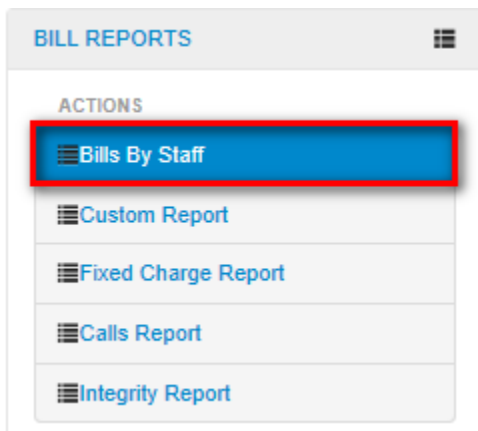 BILL REPORTS
ACTIONS
Bills By Staff
Custom Report
Fixed Charge Report
Calls Report
Integrity Report